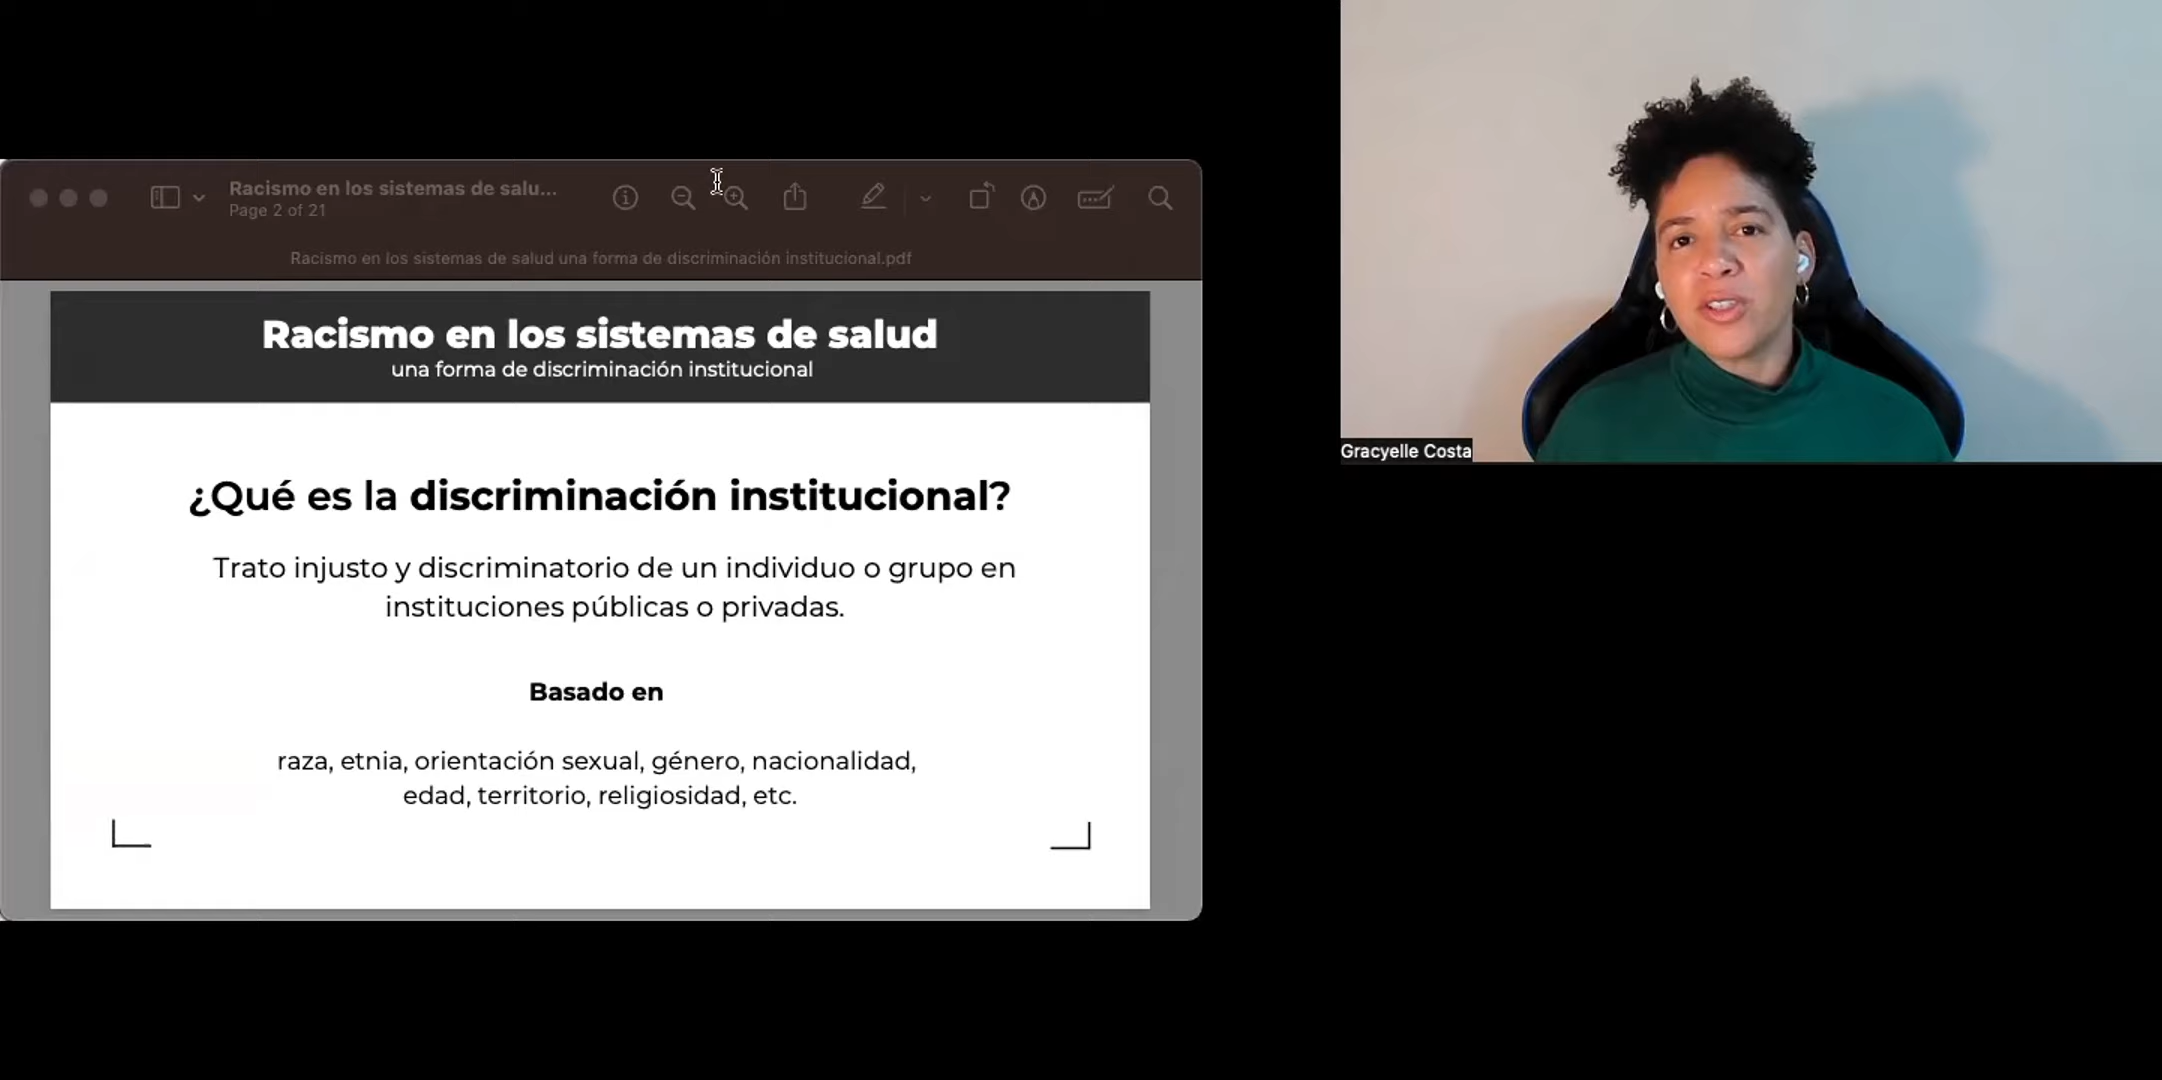 Racismo en los sistemas de salu...
Page 2 of 21
Racismo en los sistemas de salud una forma de discriminación institucional.pdf
Racismo en los sistemas de salud
una forma de discriminación institucional
¿Qué es la discriminación institucional?
Trato injusto y discriminatorio de un individuo o grupo en
instituciones públicas o privadas.
Basado en
raza, etnia, orientación sexual, género, nacionalidad,
edad, territorio, religiosidad, etc.
Gracyelle Costa